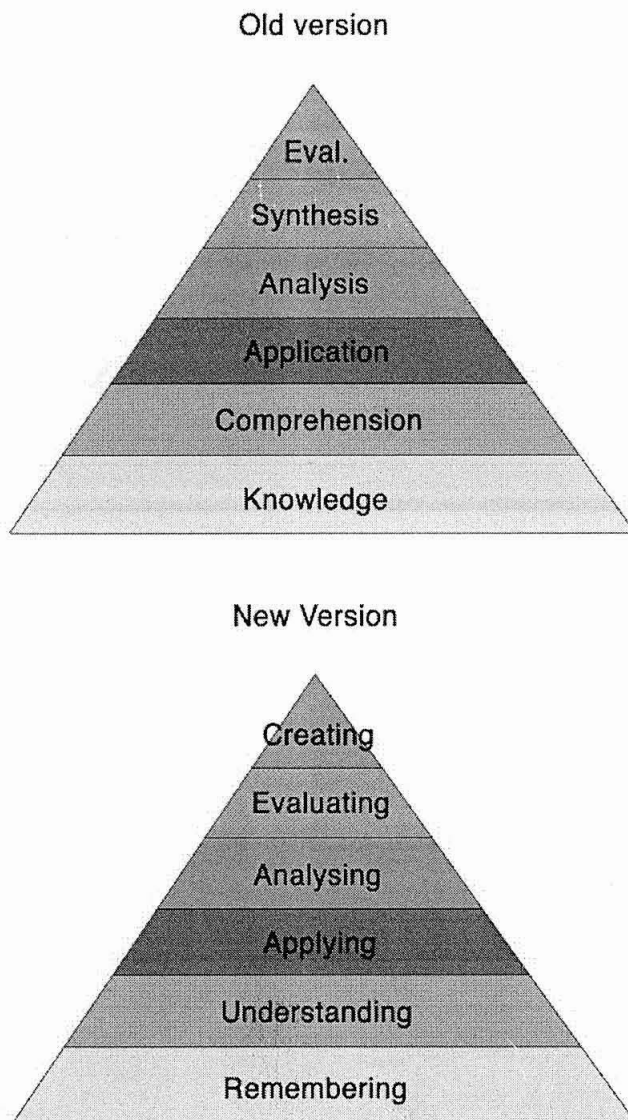 Old version
Eval.
Synthesis
Analysis
Application
Comprehension
Knowledge
New Version
Creating
Evaluating
Analysing
Applying
Understanding
Remembering